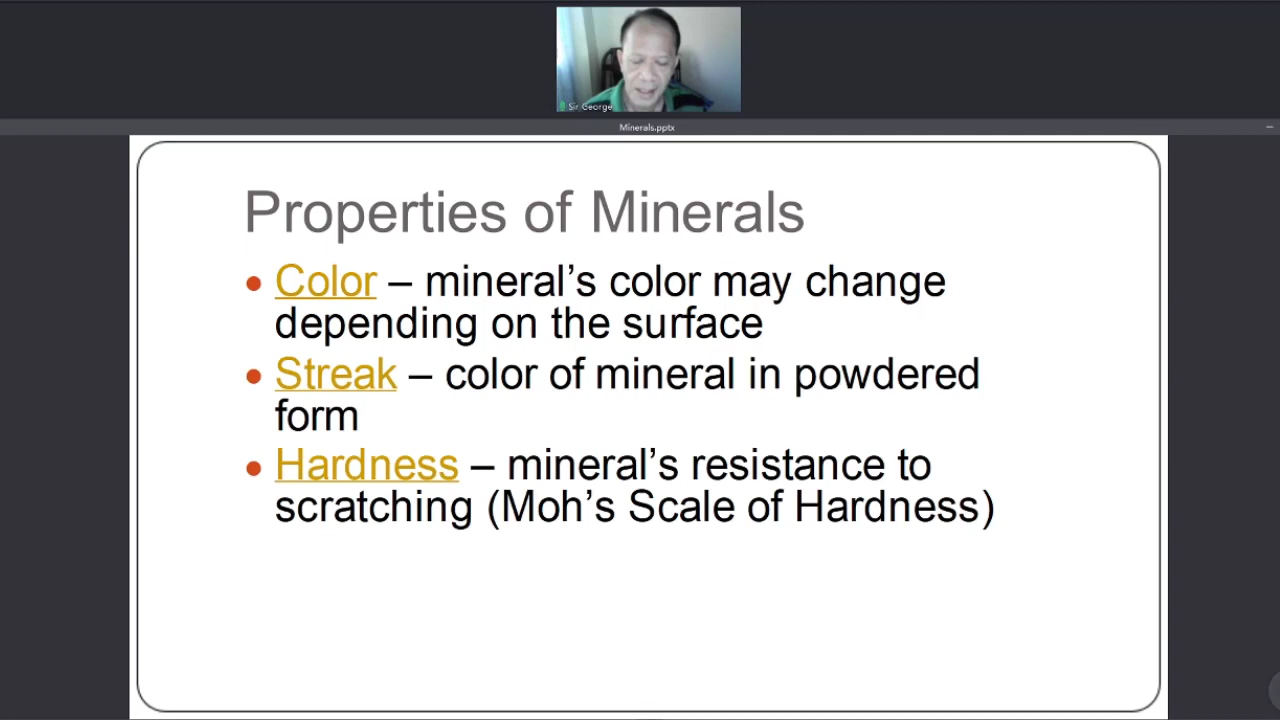 Sir George
Minerals.pptx
Properties of Minerals
• Color – mineral’s color may change
depending on the surface
• Streak – color of mineral in powdered
form
• Hardness – mineral’s resistance to
scratching (Moh’s Scale of Hardness)